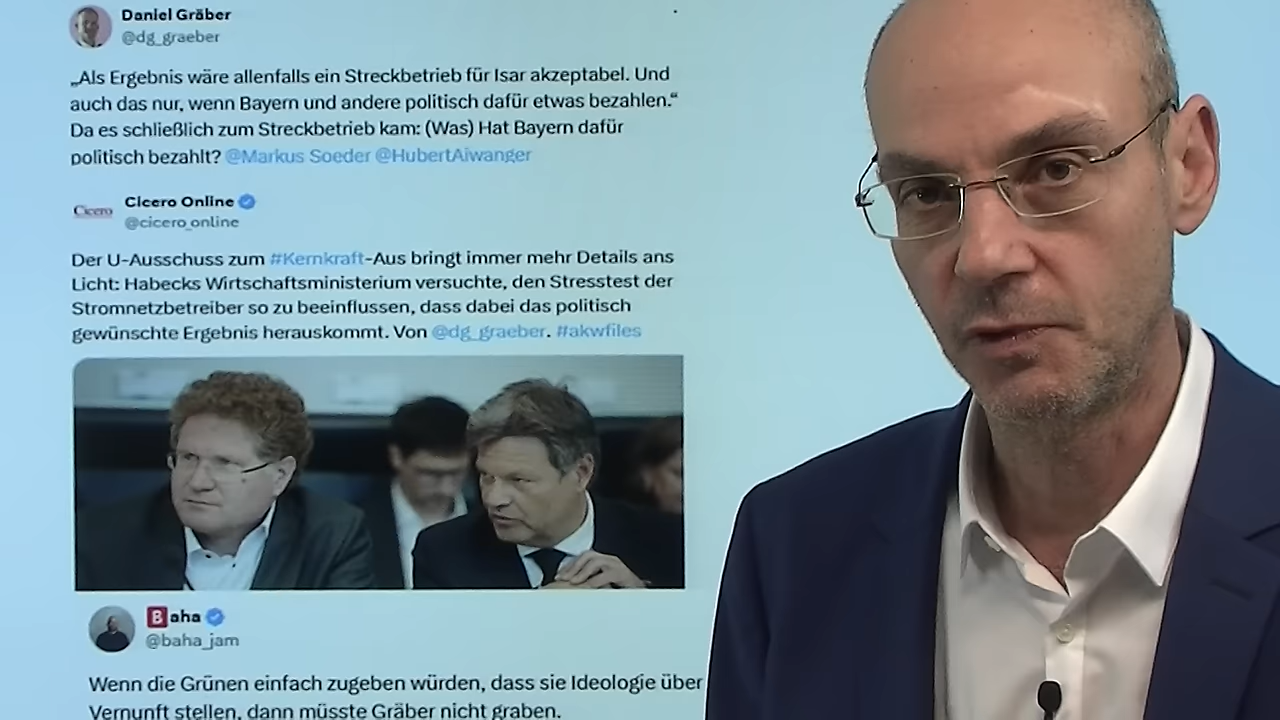 Daniel Gräber
@dg_graeber
„Als Ergebnis wäre allenfalls ein Streckbetrieb für Isar akzeptabel. Und
auch das nur, wenn Bayern und andere politisch dafür etwas bezahlen.“
Da es schließlich zum Streckbetrieb kam: (Was) Hat Bayern dafür
politisch bezahlt? @Markus Soeder @HubertAiwanger
Cicero
Cicero Online
@cicero_online
Der U-Ausschuss zum #Kernkraft-Aus bringt immer mehr Details ans
Licht: Habecks Wirtschaftsministerium versuchte, den Stresstest der
Stromnetzbetreiber so zu beeinflussen, dass dabei das politisch
gewünschte Ergebnis herauskommt. Von @dg_graeber. #akwfiles
Baha
@baha_jam
Wenn die Grünen einfach zugeben würden, dass sie Ideologie über
Vernunft stellen, dann müsste Gräber nicht graben.